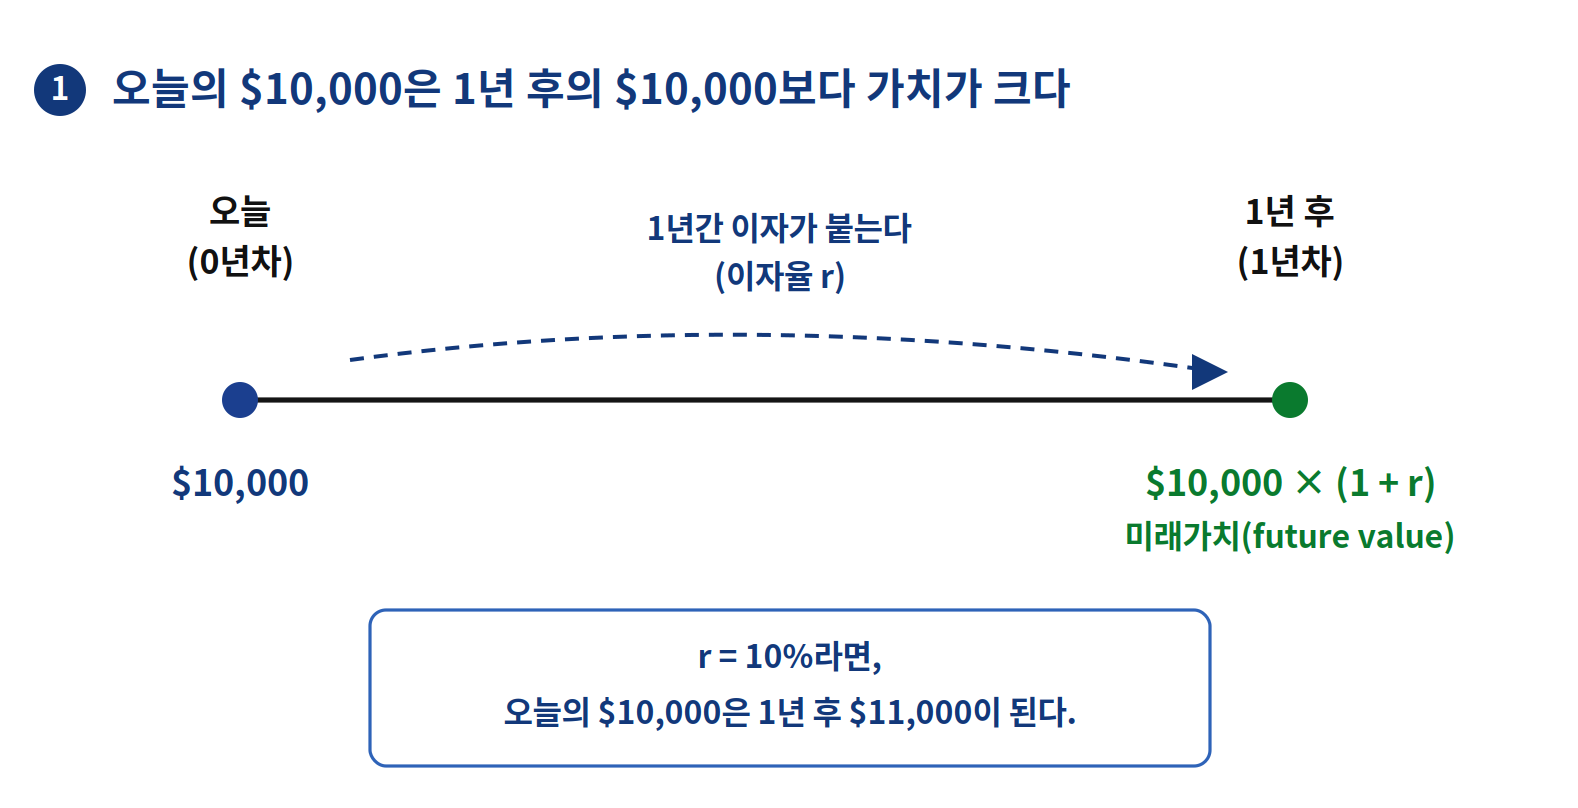 1 오늘의 $10,000은 1년 후의 $10,000보다 가치가 크다
오늘
(0년차)
1년간 이자가 붙는다
(이자율 r)
1년 후
(1년차)
$10,000
$10,000 × (1 + r)
미래가치(future value)
r = 10%라면,
오늘의 $10,000은 1년 후 $11,000이 된다.